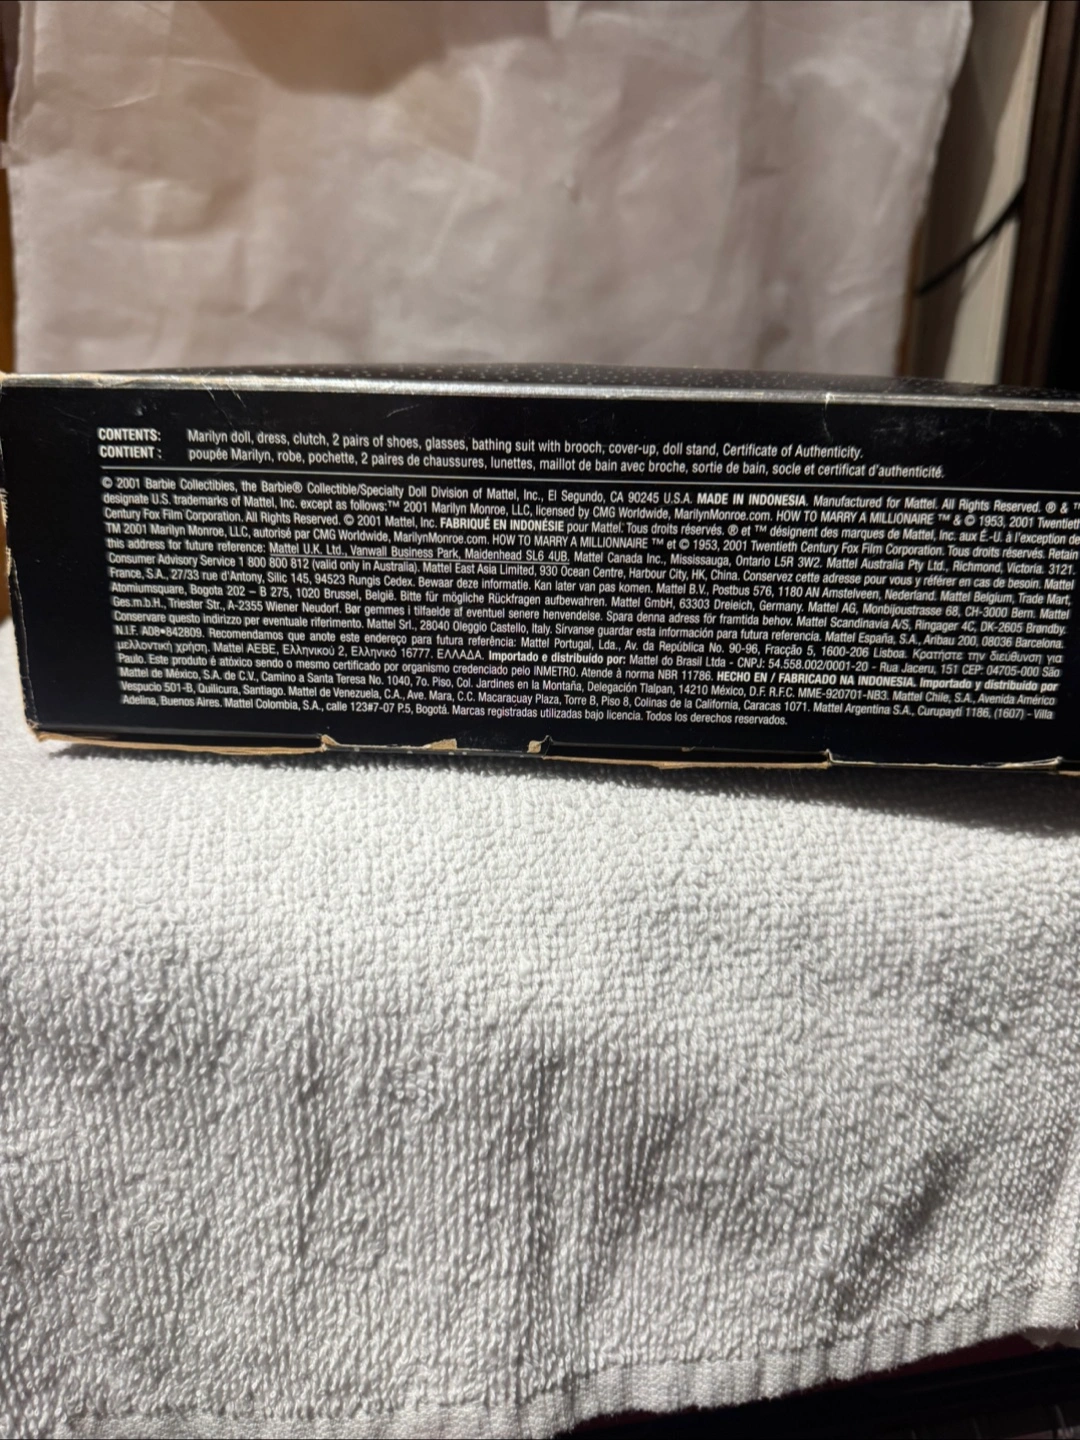 CONTENTS: Marilyn doll, dress, clutch, 2 pairs of shoes, glasses, bathing suit with brooch, cover-up, doll stand, Certificate of Authenticity.
CONTIENT : poupée Marilyn, robe, pochette, 2 paires de chaussures, lunettes, maillot de bain avec broche, sortie de bain, socle et certificat d'authenticité.
© 2001 Barbie Collectibles, the Barbie® Collectible/Specialty Doll Division of Mattel, Inc., El Segundo, CA 90245 U.S.A. MADE IN INDONESIA. Manufactured for Mattel. All Rights Reserved. ® & ™
designate U.S. trademarks of Mattel, Inc. except as follows:™ 2001 Marilyn Monroe, LLC, licensed by CMG Worldwide, MarilynMonroe.com. HOW TO MARRY A MILLIONAIRE ™ & © 1953, 2001 Twentieth
Century Fox Film Corporation. All Rights Reserved. © 2001 Mattel, Inc. FABRIQUÉ EN INDONÉSIE pour Mattel. Tous droits réservés. ® et ™ désignent des marques de Mattel, Inc. aux É.-U. à l'exception de
TM 2001 Marilyn Monroe, LLC, autorisé par CMG Worldwide, MarilynMonroe.com. HOW TO MARRY A MILLIONNAIRE ™ et © 1953, 2001 Twentieth Century Fox Film Corporation. Tous droits réservés. Retain
this address for future reference: Mattel U.K. Ltd., Vanwall Business Park, Maidenhead SL6 4UB. Mattel Canada Inc., Mississauga, Ontario L5R 3W2. Mattel Australia Pty Ltd., Richmond, Victoria. 3121.
Consumer Advisory Service 1 800 800 812 (valid only in Australia). Mattel East Asia Limited, 930 Ocean Centre, Harbour City, HK, China. Conservez cette adresse pour vous y référer en cas de besoin. Mattel
France, S.A., 27/33 rue d'Antony, Silic 145, 94523 Rungis Cedex. Bewaar deze informatie. Kan later van pas komen. Mattel B.V., Postbus 576, 1180 AN Amstelveen, Nederland. Mattel Belgium, Trade Mart,
Atomiumsquare, Bogota 202 – B 275, 1020 Brussel, België. Bitte für mögliche Rückfragen aufbewahren. Mattel GmbH, 63303 Dreieich, Germany. Mattel AG, Monbijoustrasse 68, CH-3000 Bern. Mattel
Ges.m.b.H., Triester Str., A-2355 Wiener Neudorf. Bør gemmes i tilfælde af eventuel senere henvendelse. Spara denna adress för framtida behov. Mattel Scandinavia A/S, Ringager 4C, DK-2605 Brøndby.
Conservare questo indirizzo per eventuale riferimento. Mattel Srl., 28040 Oleggio Castello, Italy. Sírvanse guardar esta información para futura referencia. Mattel España, S.A., Aribau 200, 08036 Barcelona.
N.I.F. A08•842809. Recomendamos que anote este endereço para futura referência: Mattel Portugal, Lda., Av. da República No. 90-96, Fracção 5, 1600-206 Lisboa. Κρατήστε τη διεύθυνση για
μελλοντική χρήση. Mattel ΑΕΒΕ, Ελληνικού 2, Ελληνικό 16777. ΕΛΛΑΔΑ. Importado e distribuído por: Mattel do Brasil Ltda - CNPJ: 54.558.002/0001-20 - Rua Jaceru, 151 CEP: 04705-000 São
Paulo. Este produto é atóxico sendo o mesmo certificado por organismo credenciado pelo INMETRO. Atende à norma NBR 11786. HECHO EN / FABRICADO NA INDONESIA. Importado y distribuido por
Mattel de México, S.A. de C.V., Camino a Santa Teresa No. 1040, 7o. Piso, Col. Jardines en la Montaña, Delegación Tlalpan, 14210 México, D.F. R.F.C. MME-920701-NB3. Mattel Chile, S.A., Avenida Américo
Vespucio 501-B, Quilicura, Santiago. Mattel de Venezuela, C.A., Ave. Mara, C.C. Macaracuay Plaza, Torre B, Piso 8, Colinas de la California, Caracas 1071. Mattel Argentina S.A., Curupaytí 1186, (1607) - Villa
Adelina, Buenos Aires. Mattel Colombia, S.A., calle 123#7-07 P.5, Bogotá. Marcas registradas utilizadas bajo licencia. Todos los derechos reservados.